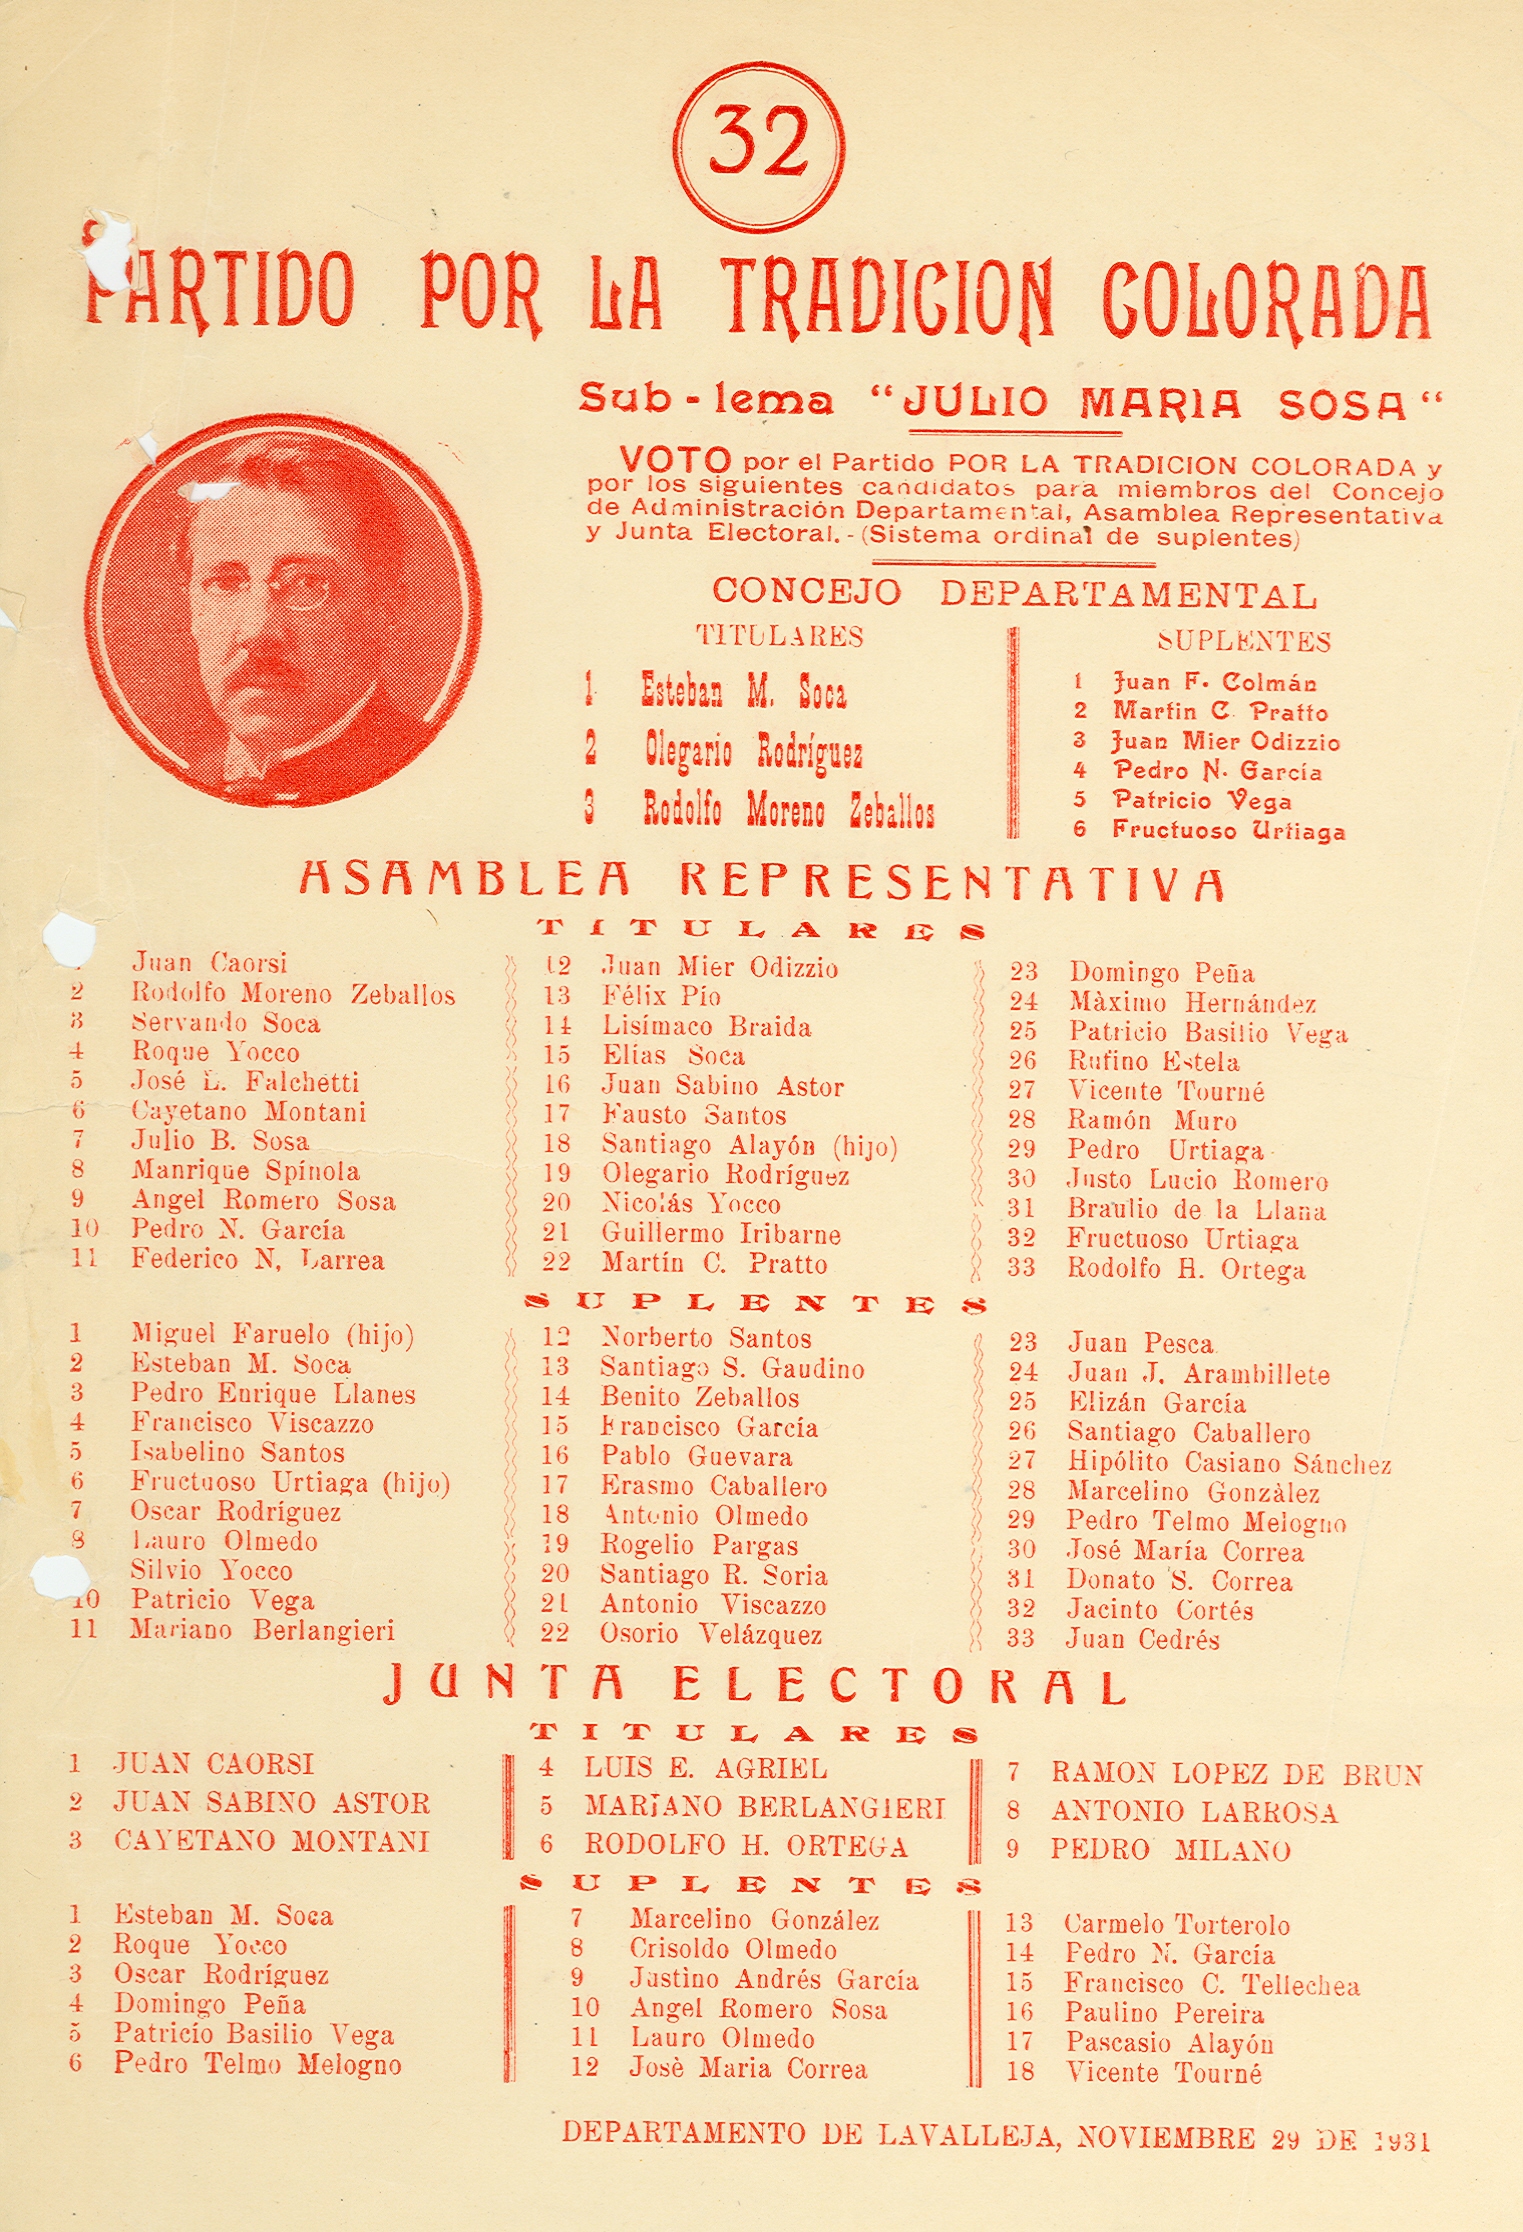 32
PARTIDO POR LA TRADICION COLORADA
Sub-lema "JULIO MARIA SOSA"
VOTO por el Partido POR LA TRADICION COLORADA y
por los siguientes candidatos para miembros del Concejo
de Administración Departamental, Asamblea Representativa
y Junta Electoral.-(Sistema ordinal de suplentes)
CONCEJO DEPARTAMENTAL
TITULARES
1 Esteban M. Soca
2 Olegario Rodríguez
3 Rodolfo Moreno Zeballos
SUPLENTES
1 Juan F. Colmán
2 Martin C. Pratto
3 Juan Mier Odizzio
4 Pedro N. García
5 Patricio Vega
6 Fructuoso Urtiaga
ASAMBLEA REPRESENTATIVA
TITULARES
Juan Caorsi
2 Rodolfo Moreno Zeballos
3 Servando Soca
4 Roque Yocco
5 José L. Falchetti
6 Cayetano Montani
7 Julio B. Sosa
8 Manrique Spínola
9 Angel Romero Sosa
10 Pedro N. García
11 Federico N, Larrea
12 Juan Mier Odizzio
13 Félix Pío
14 Lisímaco Braida
15 Elías Soca
16 Juan Sabino Astor
17 Fausto Santos
18 Santiago Alayón (hijo)
19 Olegario Rodríguez
20 Nicolás Yocco
21 Guillermo Iribarne
22 Martín C. Pratto
23 Domingo Peña
24 Màximo Hernández
25 Patricio Basilio Vega
26 Rufino Estela
27 Vicente Tourné
28 Ramón Muro
29 Pedro Urtiaga
30 Justo Lucio Romero
31 Braulio de la Llana
32 Fructuoso Urtiaga
33 Rodolfo H. Ortega
SUPLENTES
1 Miguel Faruelo (hijo)
2 Esteban M. Soca
3 Pedro Enrique Llanes
4 Francisco Viscazzo
5 Isabelino Santos
6 Fructuoso Urtiaga (hijo)
7 Oscar Rodríguez
8 Lauro Olmedo
Silvio Yocco
10 Patricio Vega
11 Mariano Berlangieri
12 Norberto Santos
13 Santiago S. Gaudino
14 Benito Zeballos
15 Francisco García
16 Pablo Guevara
17 Erasmo Caballero
18 Antonio Olmedo
19 Rogelio Pargas
20 Santiago R. Soria
21 Antonio Viscazzo
22 Osorio Velázquez
23 Juan Pesca
24 Juan J. Arambillete
25 Elizán García
26 Santiago Caballero
27 Hipólito Casiano Sánchez
28 Marcelino Gonzàlez
29 Pedro Telmo Melogno
30 José María Correa
31 Donato S. Correa
32 Jacinto Cortés
33 Juan Cedrés
JUNTA ELECTORAL
TITULARES
1 JUAN CAORSI
2 JUAN SABINO ASTOR
3 CAYETANO MONTANI
4 LUIS E. AGRIEL
5 MARIANO BERLANGIERI
6 RODOLFO H. ORTEGA
7 RAMON LOPEZ DE BRUN
8 ANTONIO LARROSA
9 PEDRO MILANO
SUPLENTES
1 Esteban M. Soca
2 Roque Yocco
3 Oscar Rodríguez
4 Domingo Peña
5 Patricio Basilio Vega
6 Pedro Telmo Melogno
7 Marcelino González
8 Crisoldo Olmedo
9 Justino Andrés García
10 Angel Romero Sosa
11 Lauro Olmedo
12 Josè Maria Correa
13 Carmelo Torterolo
14 Pedro N. García
15 Francisco C. Tellechea
16 Paulino Pereira
17 Pascasio Alayón
18 Vicente Tourné
DEPARTAMENTO DE LAVALLEJA, NOVIEMBRE 29 DE 1931